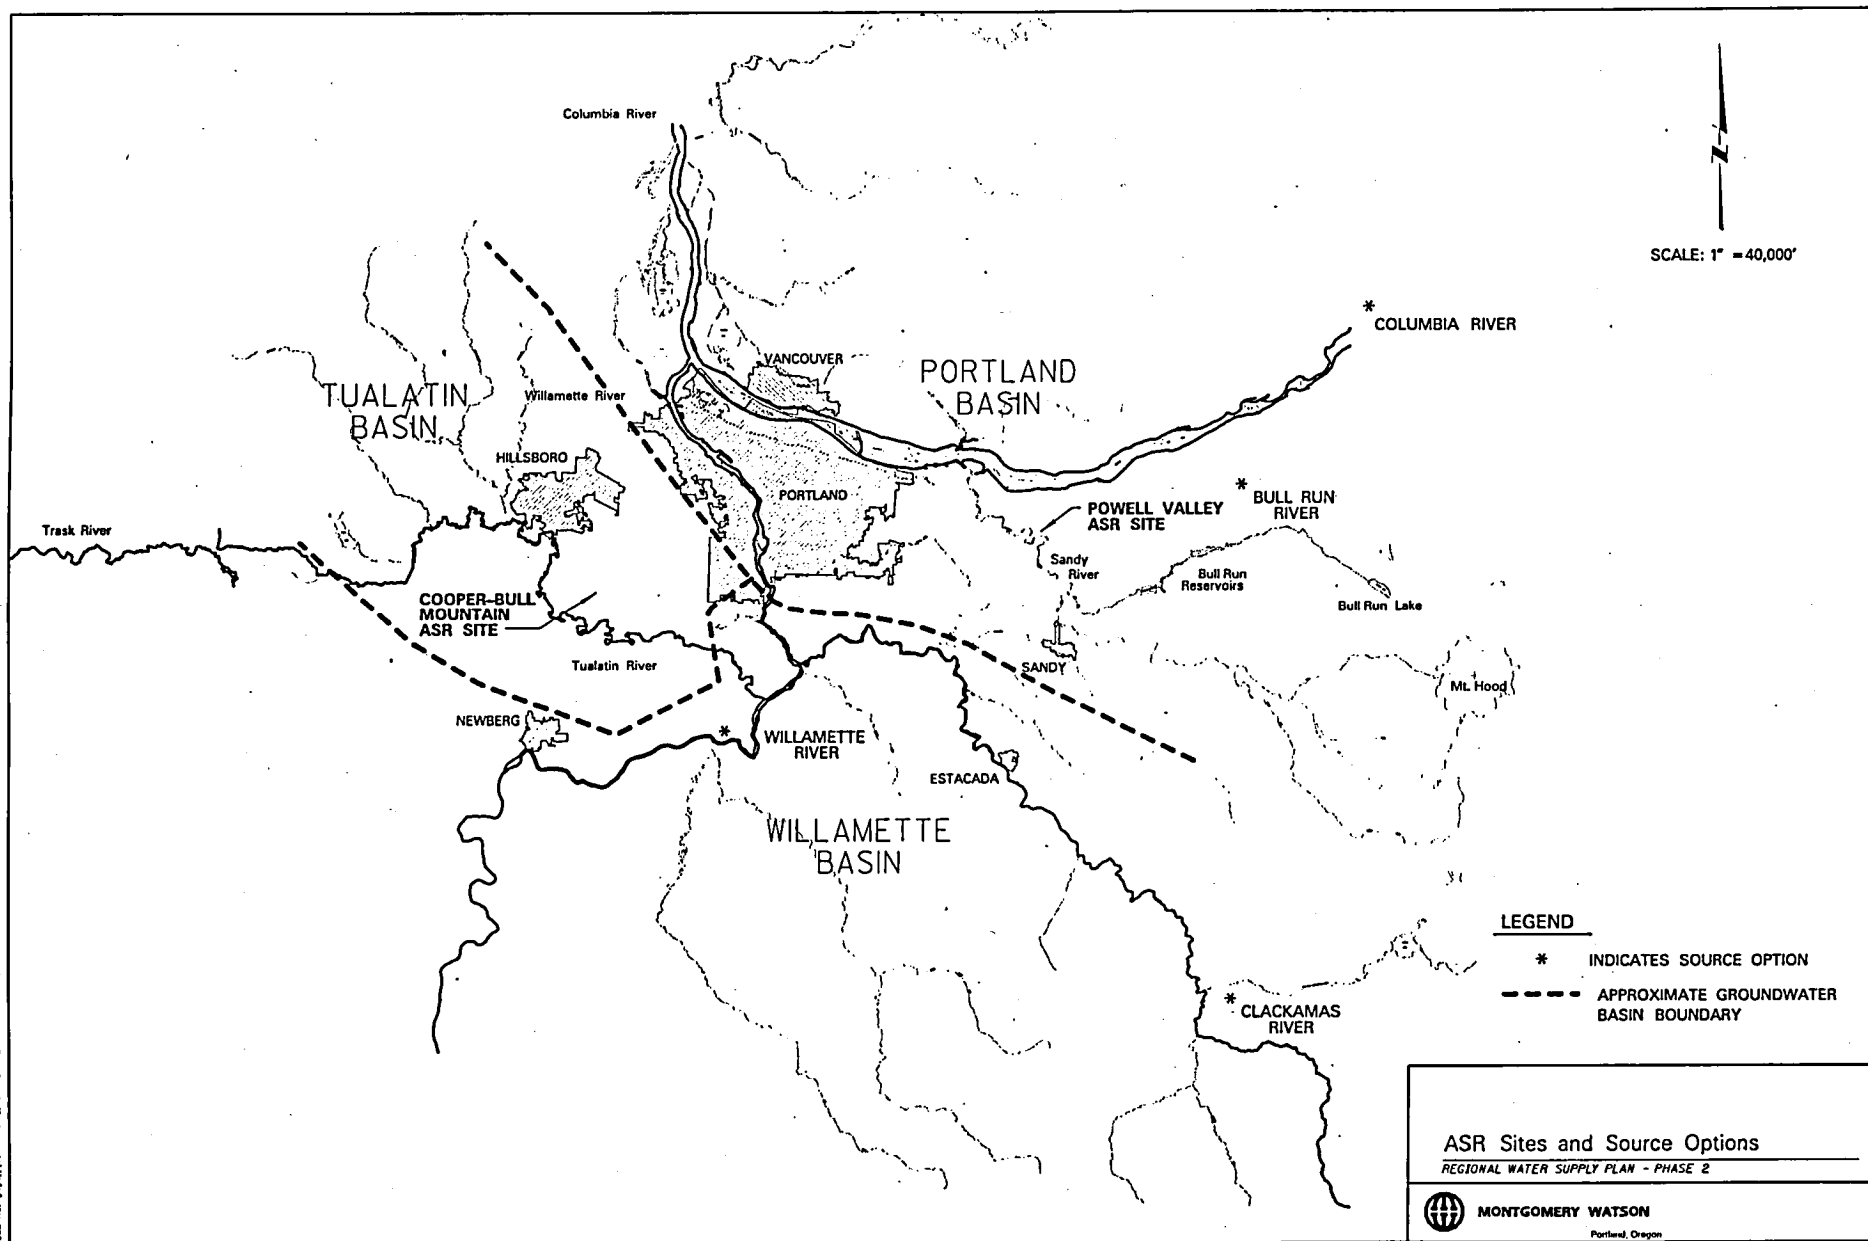 Columbia River
SCALE: 1" =40,000'
* COLUMBIA RIVER
VANCOUVER
PORTLAND
BASIN
TUALATIN
BASIN
Willamette River
HILLSBORO
PORTLAND
* BULL RUN
RIVER
POWELL VALLEY
ASR SITE
Trask River
Sandy
River
Bull Run
Reservoirs
Bull Run Lake
COOPER-BULL
MOUNTAIN
ASR SITE
Tualatin River
SANDY
Mt. Hood
NEWBERG
* WILLAMETTE
RIVER
ESTACADA
WILLAMETTE
BASIN
LEGEND
* INDICATES SOURCE OPTION
APPROXIMATE GROUNDWATER
BASIN BOUNDARY
* CLACKAMAS
RIVER
ASR Sites and Source Options
REGIONAL WATER SUPPLY PLAN - PHASE 2
MONTGOMERY WATSON
Portland, Oregon